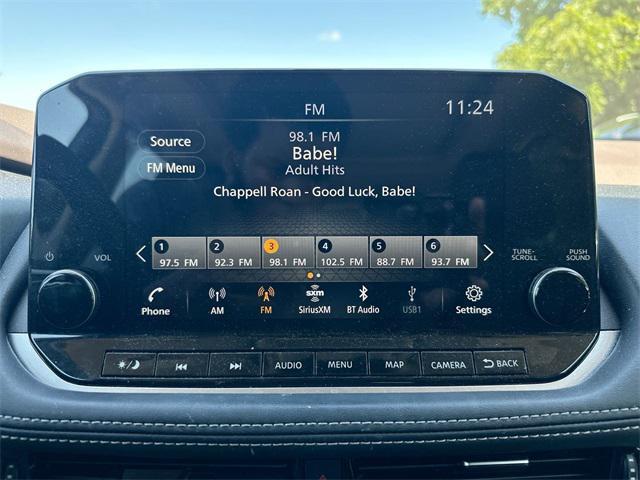 FM 11:24
98.1 FM
Source Babe!
FM Menu Adult Hits
Chappell Roan - Good Luck, Babe!
1 2 3 4 5 6
97.5 FM 92.3 FM 98.1 FM 102.5 FM 88.7 FM 93.7 FM
VOL TUNE-SCROLL PUSH SOUND
sxm
Phone AM FM SiriusXM BT Audio USB1 Settings
AUDIO MENU MAP CAMERA BACK